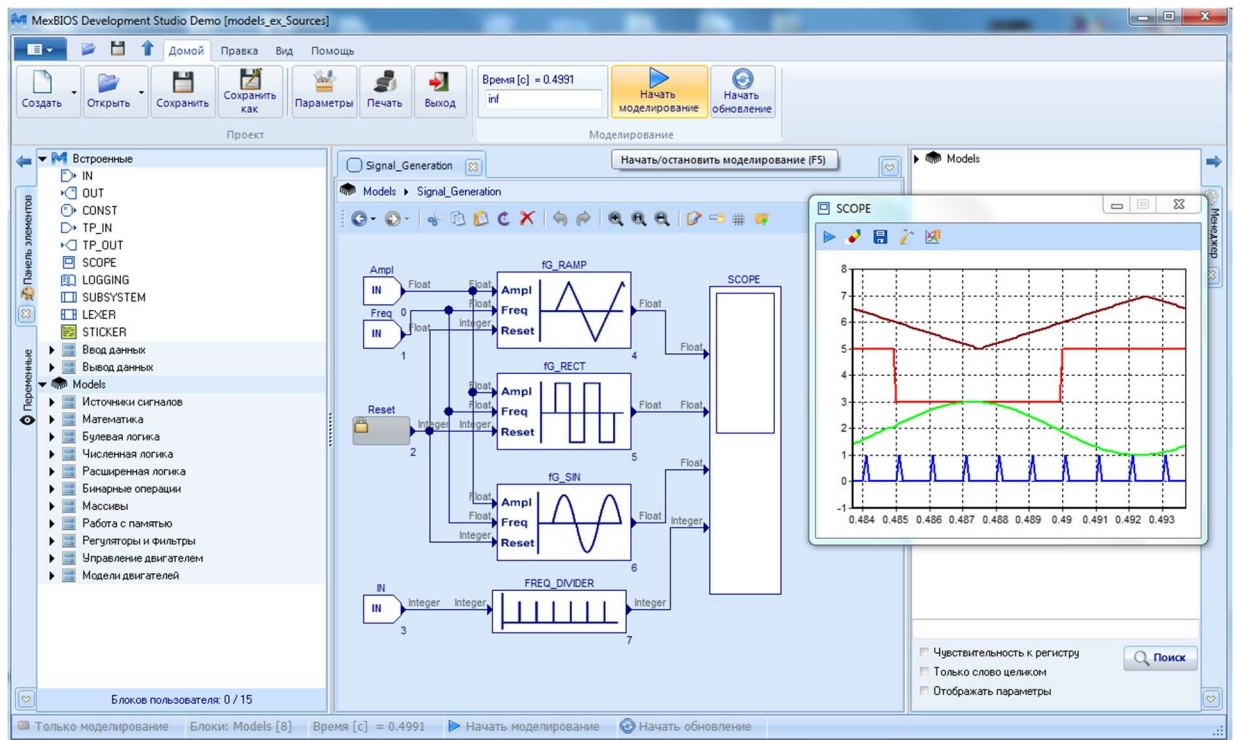 MexBIOS Development Studio Demo [models_ex_Sources]
Домой Правка Вид Помощь
Создать Открыть Сохранить Сохранить как Параметры Печать Выход
Время [с] = 0.4991
inf
Начать моделирование
Начать обновление
Проект
Моделирование
Начать/остановить моделирование (F5)
Панель элементов
Переменные
Встроенные
IN
OUT
CONST
TP_IN
TP_OUT
SCOPE
LOGGING
SUBSYSTEM
LEXER
STICKER
Ввод данных
Вывод данных
Models
Источники сигналов
Математика
Булевая логика
Численная логика
Расширенная логика
Бинарные операции
Массивы
Работа с памятью
Регуляторы и фильтры
Управление двигателем
Модели двигателей
Блоков пользователя: 0 / 15
Signal_Generation
Models Signal_Generation
Ampl
IN
Float
0
Freq
IN
Float
1
Reset
Integer
2
IN
IN
Integer
3
fG_RAMP
Float Ampl
Float Freq
Integer Reset
Float
4
fG_RECT
Float Ampl
Float Freq
Integer Reset
Float
5
fG_SIN
Float Ampl
Float Freq
Integer Reset
Float
6
FREQ_DIVIDER
Integer
Integer
7
SCOPE
Float
Float
Float
Integer
Models
Менеджер
SCOPE
8
7
6
5
4
3
2
1
0
-1
0.484 0.485 0.486 0.487 0.488 0.489 0.49 0.491 0.492 0.493
Чувствительность к регистру
Только слово целиком
Отображать параметры
Поиск
Только моделирование Блоки: Models [8] Время [с] = 0.4991 Начать моделирование Начать обновление